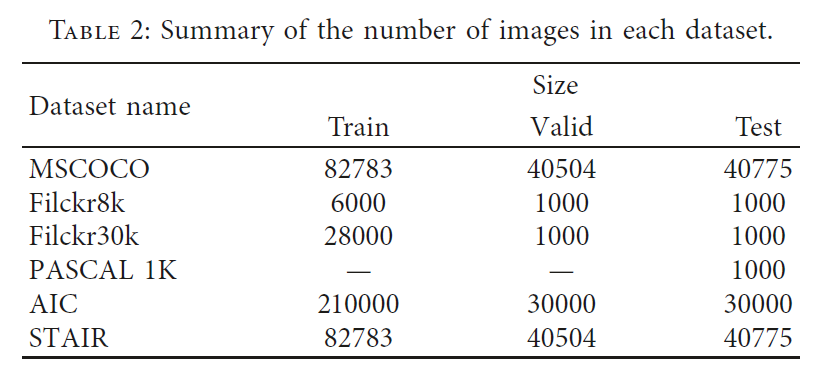 TABLE 2: Summary of the number of images in each dataset.
Size
Dataset name
Train Valid Test
MSCOCO 82783 40504 40775
Filckr8k 6000 1000 1000
Filckr30k 28000 1000 1000
PASCAL 1K — — 1000
AIC 210000 30000 30000
STAIR 82783 40504 40775